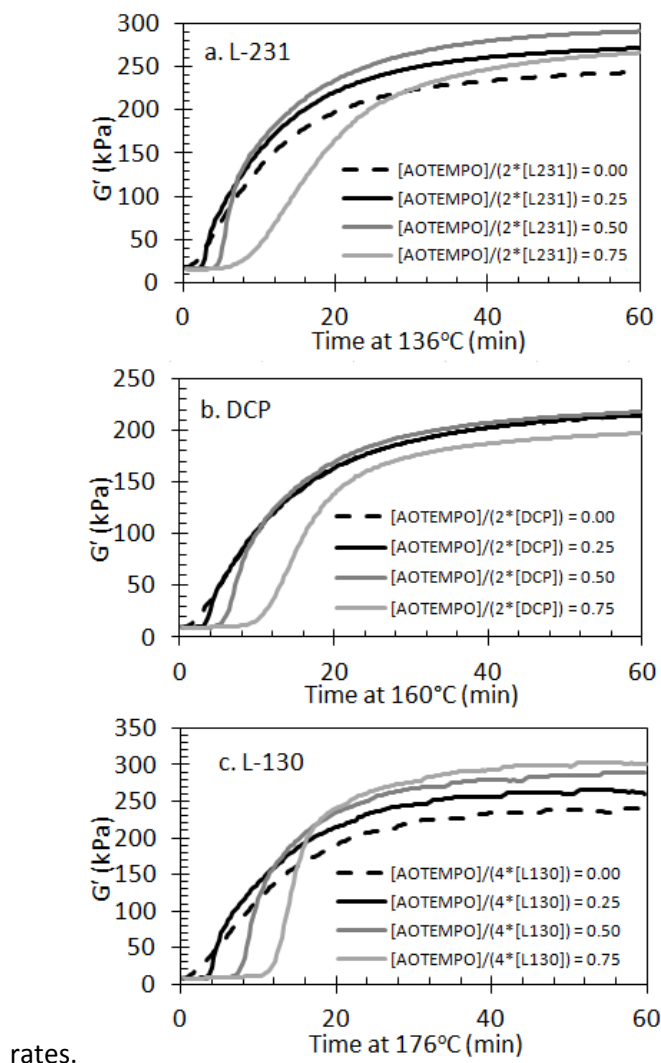 300
250
200
150
100
50
0
G′ (kPa)
a. L-231
[AOTEMPO]/(2*[L231]) = 0.00
[AOTEMPO]/(2*[L231]) = 0.25
[AOTEMPO]/(2*[L231]) = 0.50
[AOTEMPO]/(2*[L231]) = 0.75
0 20 40 60
Time at 136°C (min)
250
200
150
100
50
0
G′ (kPa)
b. DCP
[AOTEMPO]/(2*[DCP]) = 0.00
[AOTEMPO]/(2*[DCP]) = 0.25
[AOTEMPO]/(2*[DCP]) = 0.50
[AOTEMPO]/(2*[DCP]) = 0.75
0 20 40 60
Time at 160°C (min)
350
300
250
200
150
100
50
0
G′ (kPa)
c. L-130
[AOTEMPO]/(4*[L130]) = 0.00
[AOTEMPO]/(4*[L130]) = 0.25
[AOTEMPO]/(4*[L130]) = 0.50
[AOTEMPO]/(4*[L130]) = 0.75
0 20 40 60
Time at 176°C (min)
rates.